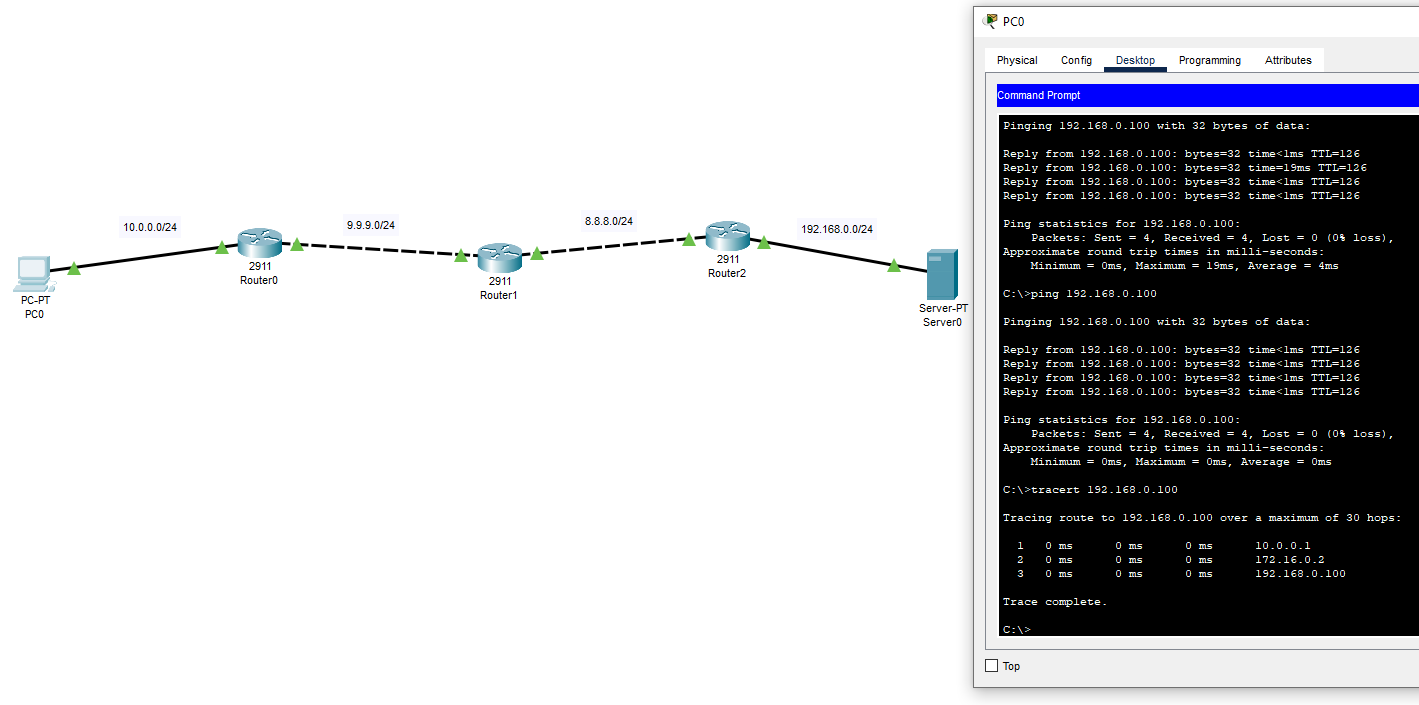 10.0.0.0/24
9.9.9.0/24
8.8.8.0/24
192.168.0.0/24
PC-PT
PC0
2911
Router0
2911
Router1
2911
Router2
Server-PT
Server0
PC0
Physical Config Desktop Programming Attributes
Command Prompt
Pinging 192.168.0.100 with 32 bytes of data:
Reply from 192.168.0.100: bytes=32 time<1ms TTL=126
Reply from 192.168.0.100: bytes=32 time=19ms TTL=126
Reply from 192.168.0.100: bytes=32 time<1ms TTL=126
Reply from 192.168.0.100: bytes=32 time<1ms TTL=126
Ping statistics for 192.168.0.100:
Packets: Sent = 4, Received = 4, Lost = 0 (0% loss),
Approximate round trip times in milli-seconds:
Minimum = 0ms, Maximum = 19ms, Average = 4ms
C:\>ping 192.168.0.100
Pinging 192.168.0.100 with 32 bytes of data:
Reply from 192.168.0.100: bytes=32 time<1ms TTL=126
Reply from 192.168.0.100: bytes=32 time<1ms TTL=126
Reply from 192.168.0.100: bytes=32 time<1ms TTL=126
Reply from 192.168.0.100: bytes=32 time<1ms TTL=126
Ping statistics for 192.168.0.100:
Packets: Sent = 4, Received = 4, Lost = 0 (0% loss),
Approximate round trip times in milli-seconds:
Minimum = 0ms, Maximum = 0ms, Average = 0ms
C:\>tracert 192.168.0.100
Tracing route to 192.168.0.100 over a maximum of 30 hops:
1 0 ms 0 ms 0 ms 10.0.0.1
2 0 ms 0 ms 0 ms 172.16.0.2
3 0 ms 0 ms 0 ms 192.168.0.100
Trace complete.
C:\>
Top